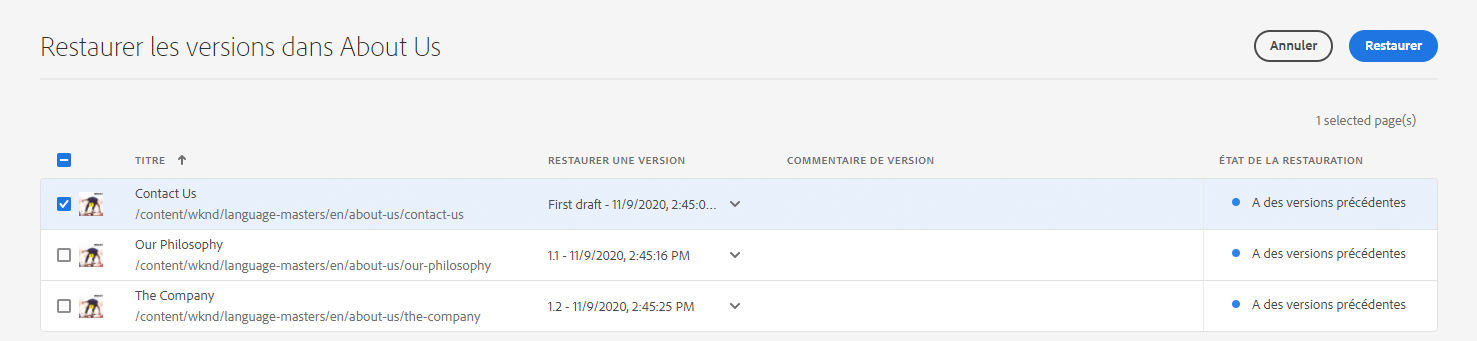 Restaurer les versions dans About Us
Annuler
Restaurer
1 selected page(s)
TITRE
RESTAURER UNE VERSION
COMMENTAIRE DE VERSION
ÉTAT DE LA RESTAURATION
Contact Us
/content/wknd/language-masters/en/about-us/contact-us
First draft - 11/9/2020, 2:45:0...
A des versions précédentes
Our Philosophy
/content/wknd/language-masters/en/about-us/our-philosophy
1.1 - 11/9/2020, 2:45:16 PM
A des versions précédentes
The Company
/content/wknd/language-masters/en/about-us/the-company
1.2 - 11/9/2020, 2:45:25 PM
A des versions précédentes